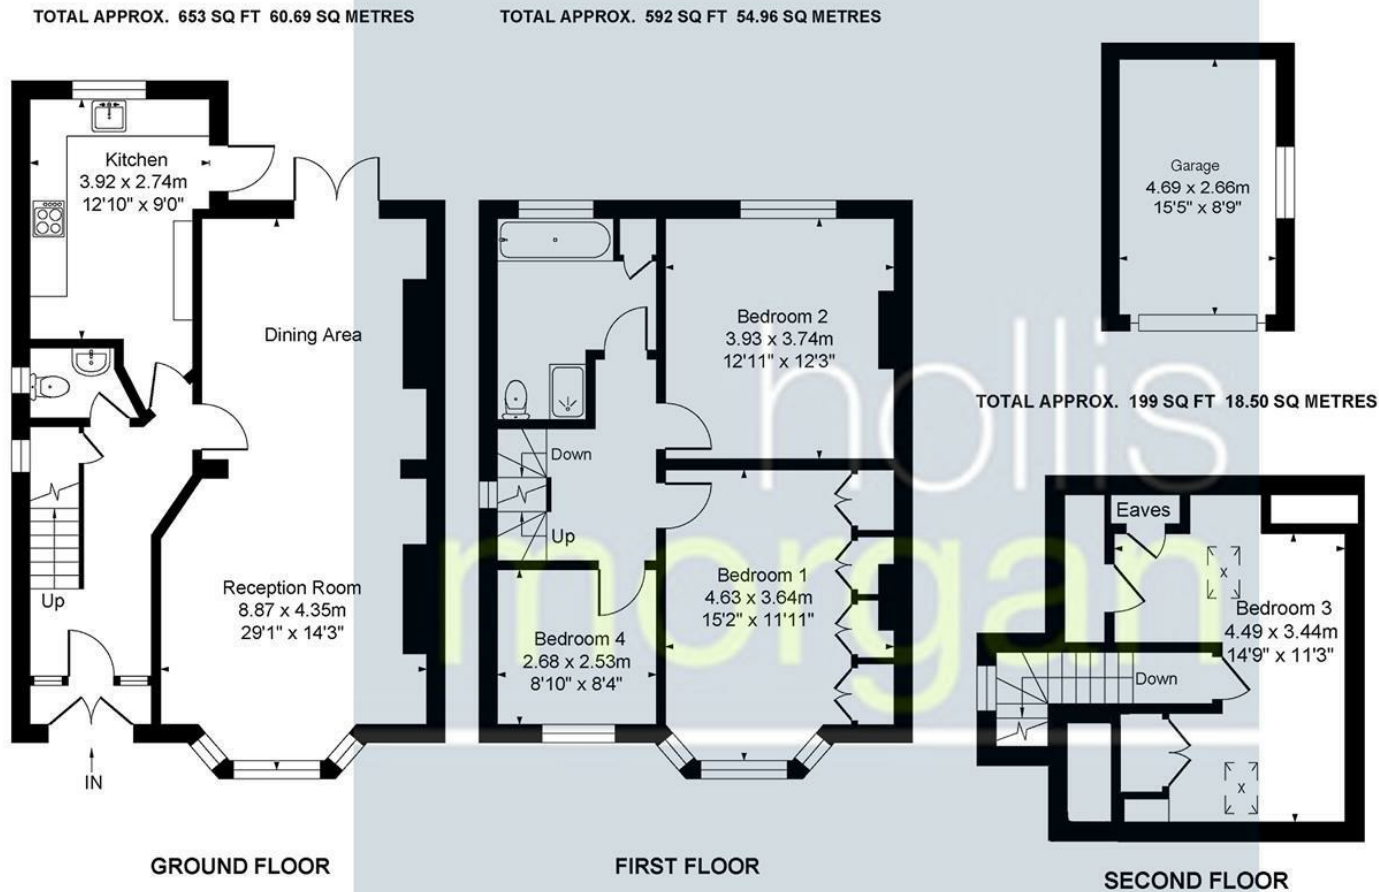 TOTAL APPROX. 653 SQ FT 60.69 SQ METRES
TOTAL APPROX. 592 SQ FT 54.96 SQ METRES
Kitchen
3.92 x 2.74m
12'10" x 9'0"
Dining Area
Reception Room
8.87 x 4.35m
29'1" x 14'3"
Up
IN
GROUND FLOOR
Bedroom 2
3.93 x 3.74m
12'11" x 12'3"
Down
Up
Bedroom 1
4.63 x 3.64m
15'2" x 11'11"
Bedroom 4
2.68 x 2.53m
8'10" x 8'4"
FIRST FLOOR
Garage
4.69 x 2.66m
15'5" x 8'9"
TOTAL APPROX. 199 SQ FT 18.50 SQ METRES
Eaves
x
Bedroom 3
4.49 x 3.44m
14'9" x 11'3"
Down
x
SECOND FLOOR
hollis
morgan